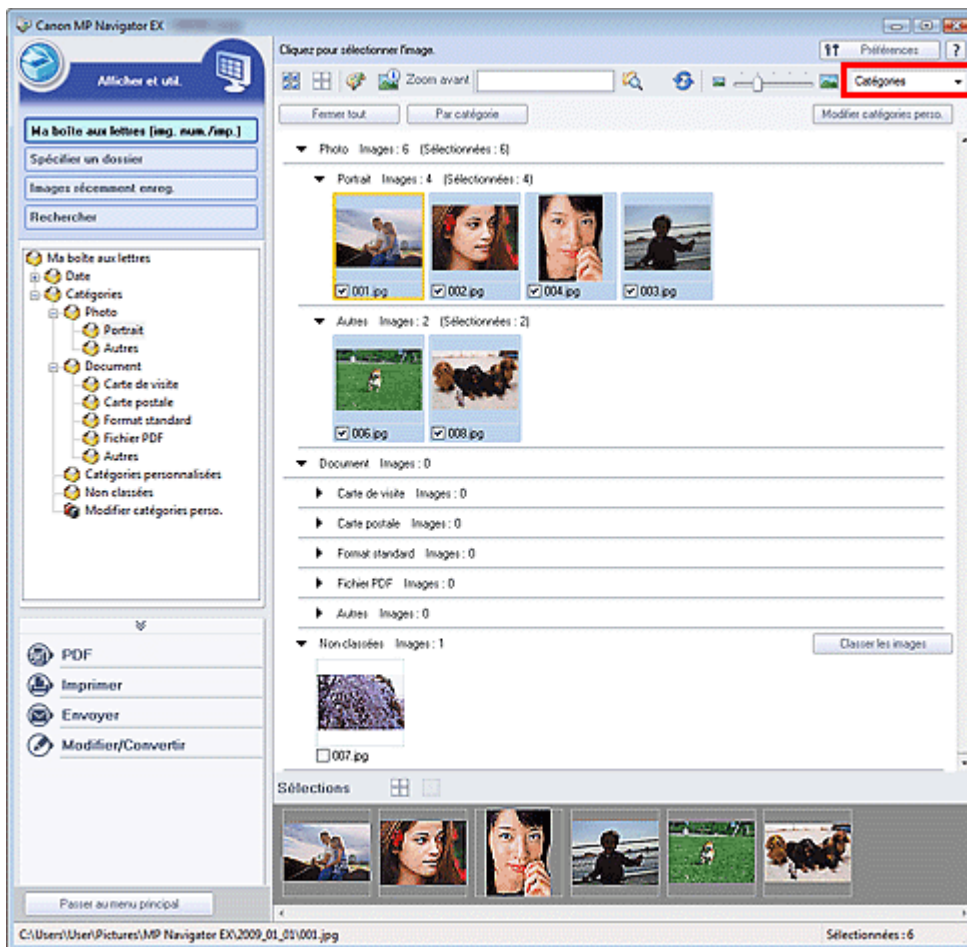 Canon MP Navigator EX
Cliquez pour sélectionner l'image.
Préférences
?
Afficher et util.
Zoom avant
Catégories
Fermer tout
Par catégorie
Modifier catégories perso.
Ma boîte aux lettres [img. num./imp.]
Spécifier un dossier
Images récemment enreg.
Rechercher
Ma boîte aux lettres
Date
Catégories
Photo
Portrait
Autres
Document
Carte de visite
Carte postale
Format standard
Fichier PDF
Autres
Catégories personnalisées
Non classées
Modifier catégories perso.
PDF
Imprimer
Envoyer
Modifier/Convertir
Passer au menu principal
Photo Images : 6 (Sélectionnées : 6)
Portrait Images : 4 (Sélectionnées : 4)
001.jpg 002.jpg 004.jpg 003.jpg
Autres Images : 2 (Sélectionnées : 2)
006.jpg 008.jpg
Document Images : 0
Carte de visite Images : 0
Carte postale Images : 0
Format standard Images : 0
Fichier PDF Images : 0
Autres Images : 0
Non classées Images : 1
Classer les images
007.jpg
Sélections
C:\Users\User\Pictures\MP Navigator EX\2009_01_01\001.jpg
Sélectionnées : 6